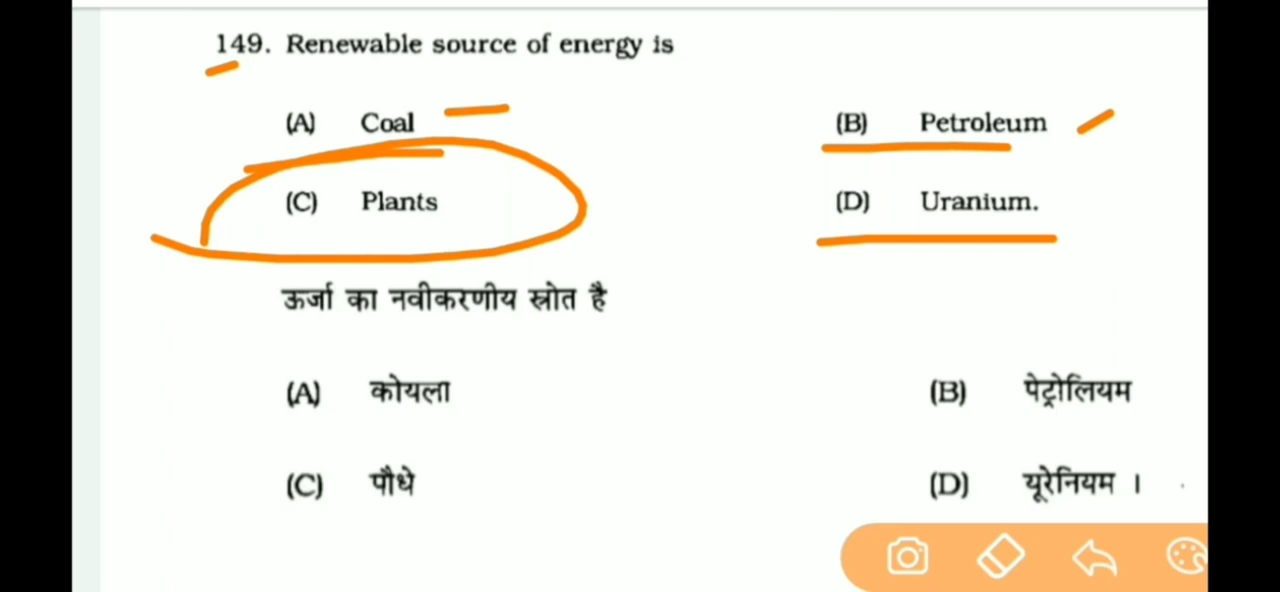 149. Renewable source of energy is
(A) Coal (B) Petroleum
(C) Plants (D) Uranium.
ऊर्जा का नवीकरणीय स्रोत है
(A) कोयला (B) पेट्रोलियम
(C) पौधे (D) यूरेनियम ।